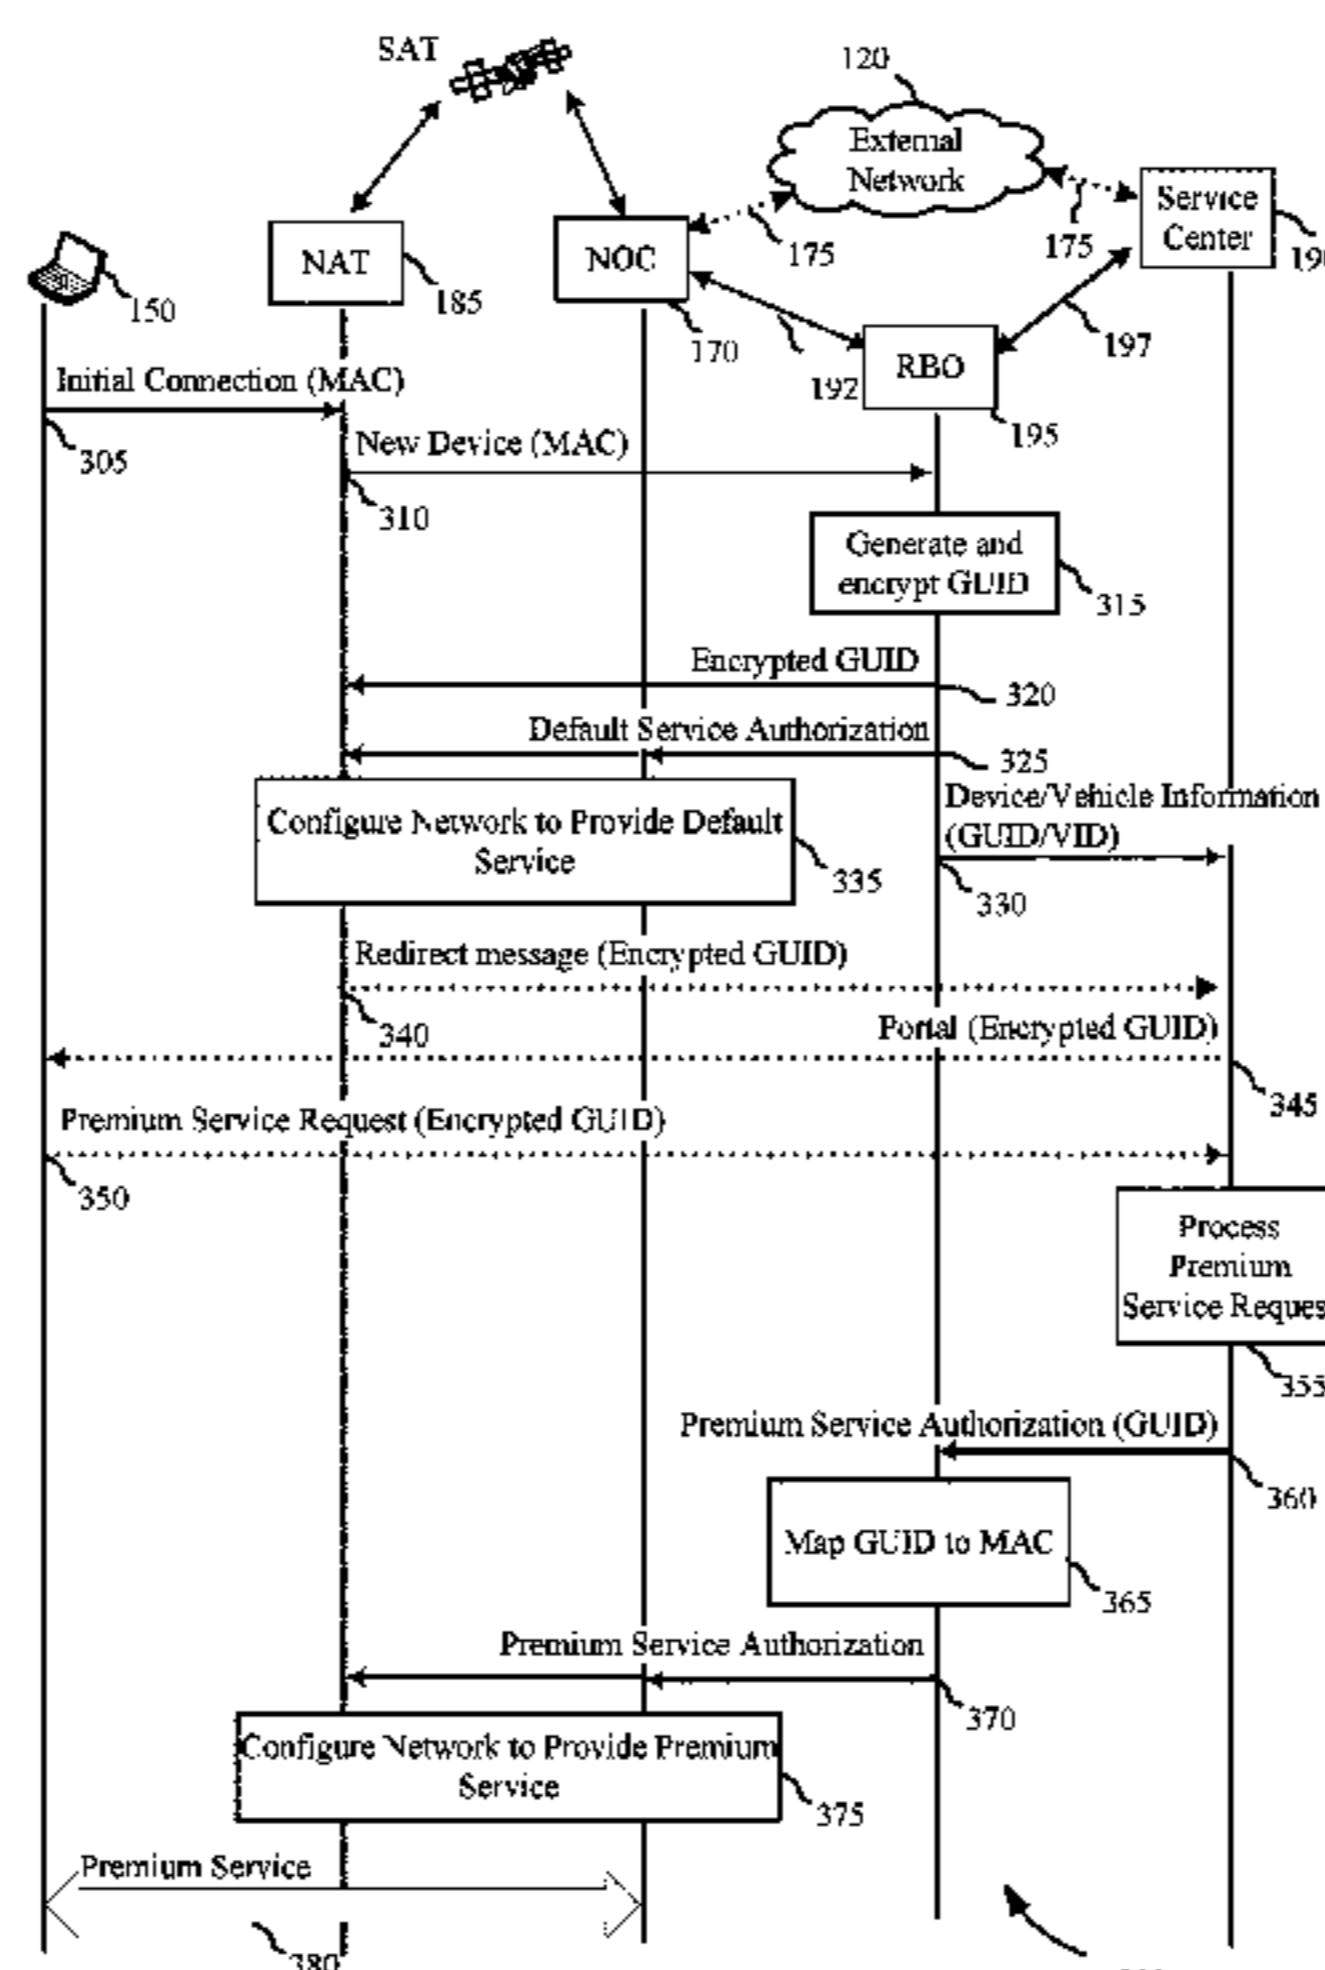 SAT
120
External
Network
Service
Center
175
175
NAT
NOC
150
185
170
192
RBO
197
195
Initial Connection (MAC)
305
New Device (MAC)
310
Generate and
encrypt GUID
315
Encrypted GUID
320
Default Service Authorization
325
Device/Vehicle Information
(GUID/VID)
Configure Network to Provide Default
Service
335
330
Redirect message (Encrypted GUID)
340
Portal (Encrypted GUID)
345
Premium Service Request (Encrypted GUID)
350
Process
Premium
Service Reques
355
Premium Service Authorization (GUID)
360
Map GUID to MAC
365
Premium Service Authorization
370
Configure Network to Provide Premium
Service
375
Premium Service
380